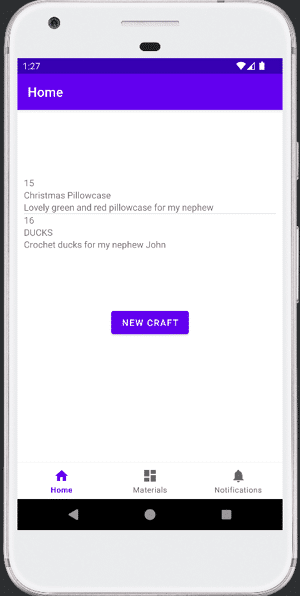 1:27
Home
15
Christmas Pillowcase
Lovely green and red pillowcase for my nephew
16
DUCKS
Crochet ducks for my nephew John
NEW CRAFT
Home
Materials
Notifications